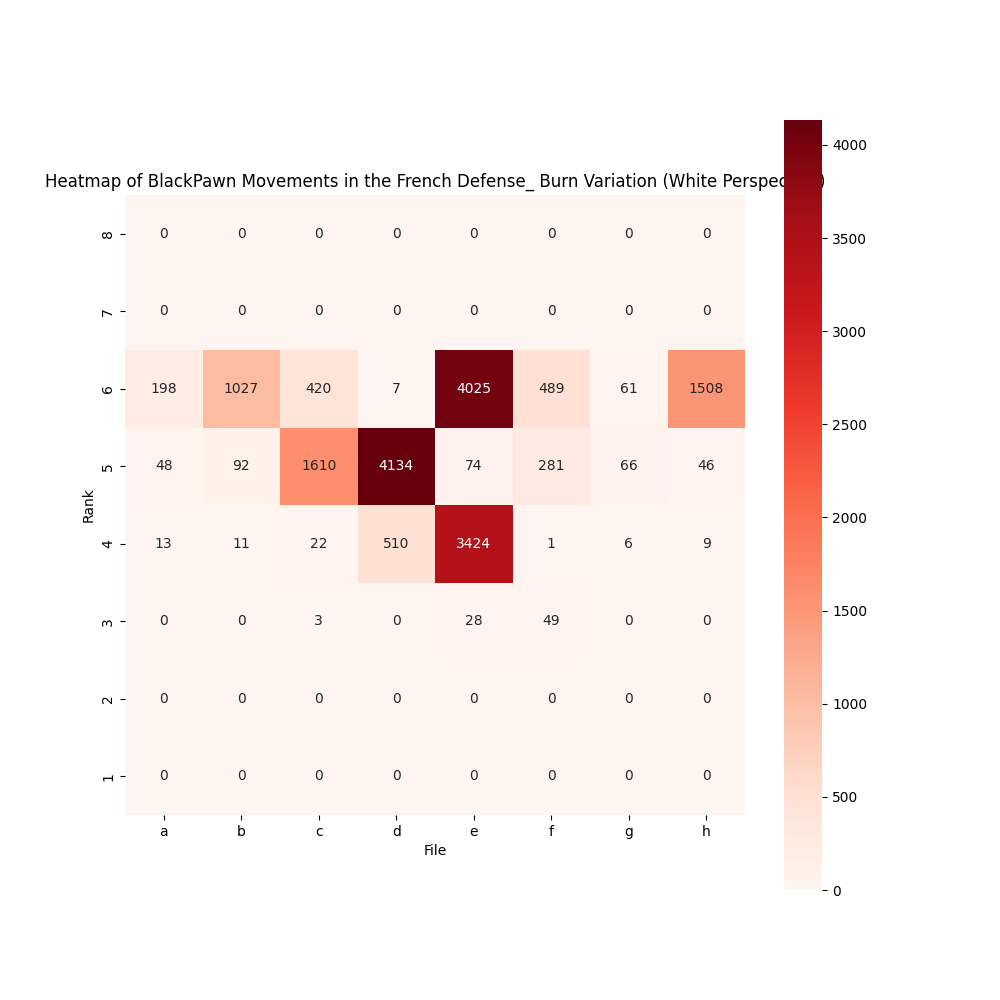 Heatmap of BlackPawn Movements in the French Defense_ Burn Variation (White Perspec )
8 0 0 0 0 0 0 0 0
7 0 0 0 0 0 0 0 0
6 198 1027 420 7 4025 489 61 1508
5 48 92 1610 4134 74 281 66 46
4 13 11 22 510 3424 1 6 9
3 0 0 3 0 28 49 0 0
2 0 0 0 0 0 0 0 0
1 0 0 0 0 0 0 0 0
a b c d e f g h
File
Rank
4000
3500
3000
2500
2000
1500
1000
500
0